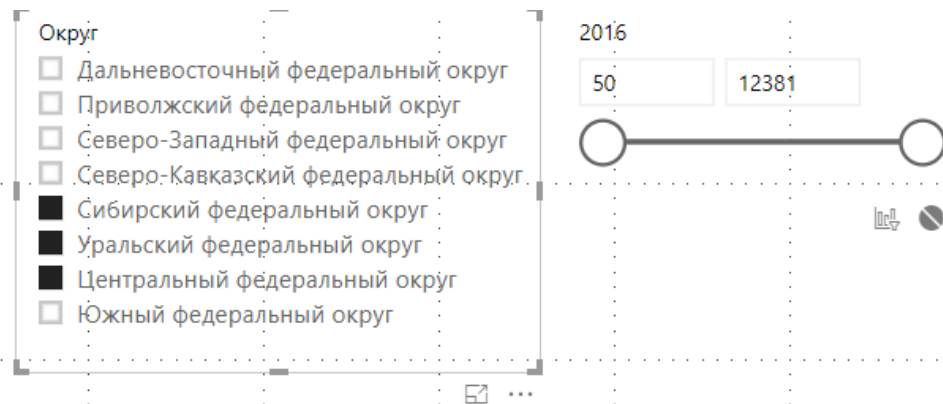 Округ
Дальневосточный федеральный округ
Приволжский федеральный округ
Северо-Западный федеральный округ
Северо-Кавказский федеральный округ
Сибирский федеральный округ
Уральский федеральный округ
Центральный федеральный округ
Южный федеральный округ
2016
50 12381